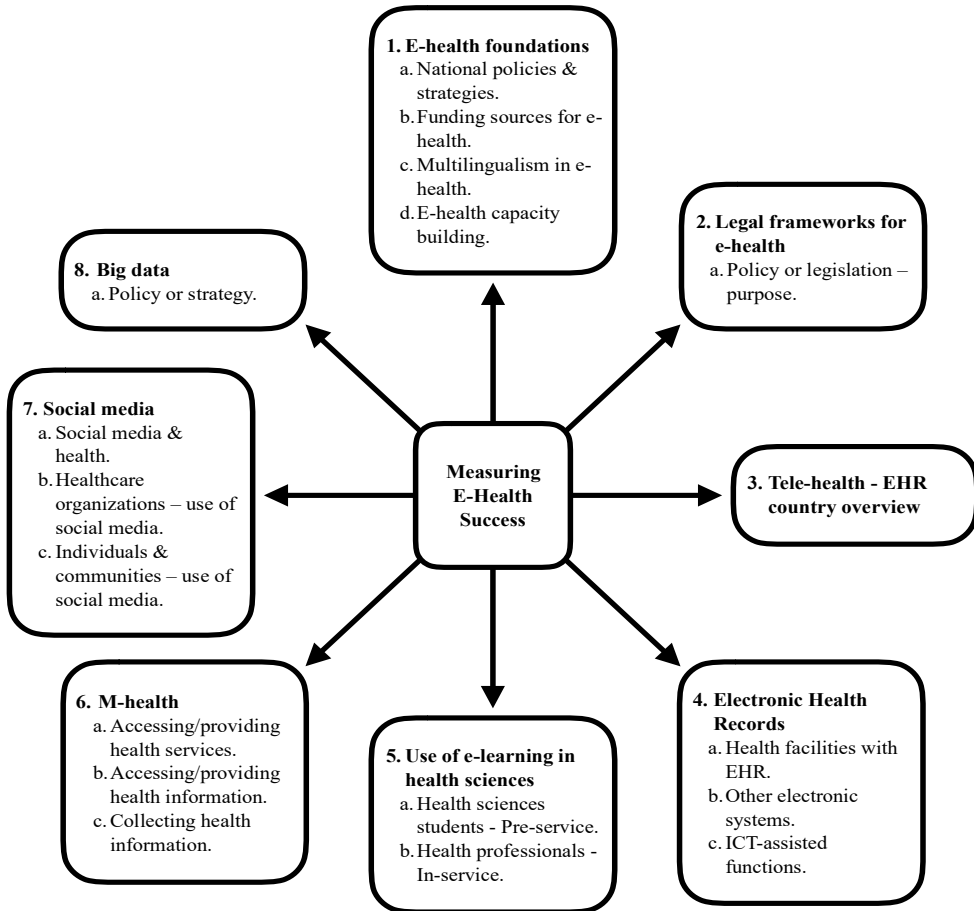 1. E-health foundations
a. National policies &
strategies.
b. Funding sources for e-
health.
c. Multilingualism in e-
health.
d. E-health capacity
building.
2. Legal frameworks for
e-health
a. Policy or legislation –
purpose.
8. Big data
a. Policy or strategy.
7. Social media
a. Social media &
health.
b. Healthcare
organizations – use of
social media.
c. Individuals &
communities – use of
social media.
Measuring
E-Health
Success
3. Tele-health - EHR
country overview
6. M-health
a. Accessing/providing
health services.
b. Accessing/providing
health information.
c. Collecting health
information.
5. Use of e-learning in
health sciences
a. Health sciences
students - Pre-service.
b. Health professionals -
In-service.
4. Electronic Health
Records
a. Health facilities with
EHR.
b. Other electronic
systems.
c. ICT-assisted
functions.